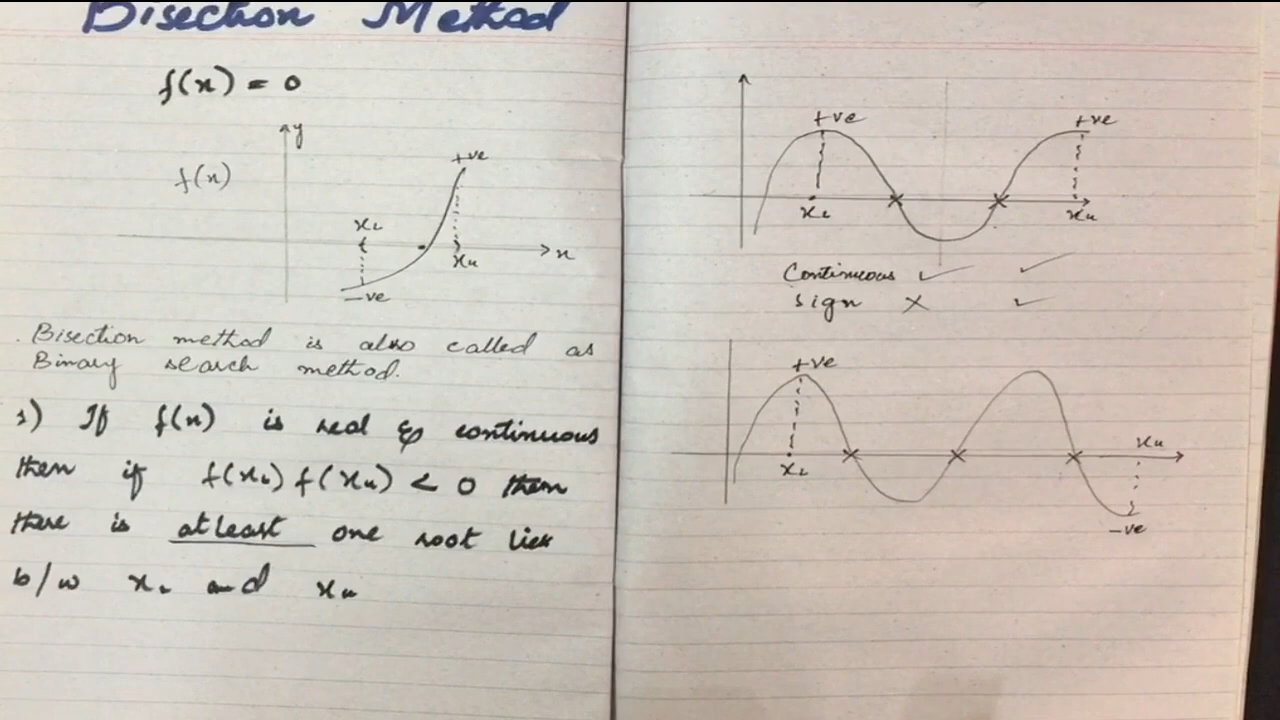 Bisection Method
f(x) = 0
y
+ve
f(x)
xL
x
xu
-ve
. Bisection method is also called as
Binary search method.
1) If f(x) is real & continuous
then if f(xL) f(xu) < 0 then
there is atleast one root lies
b/w xL and xu
+ve +ve
xL xu
Continuous ✓ ✓
sign × ✓
+ve
xu
xL
-ve